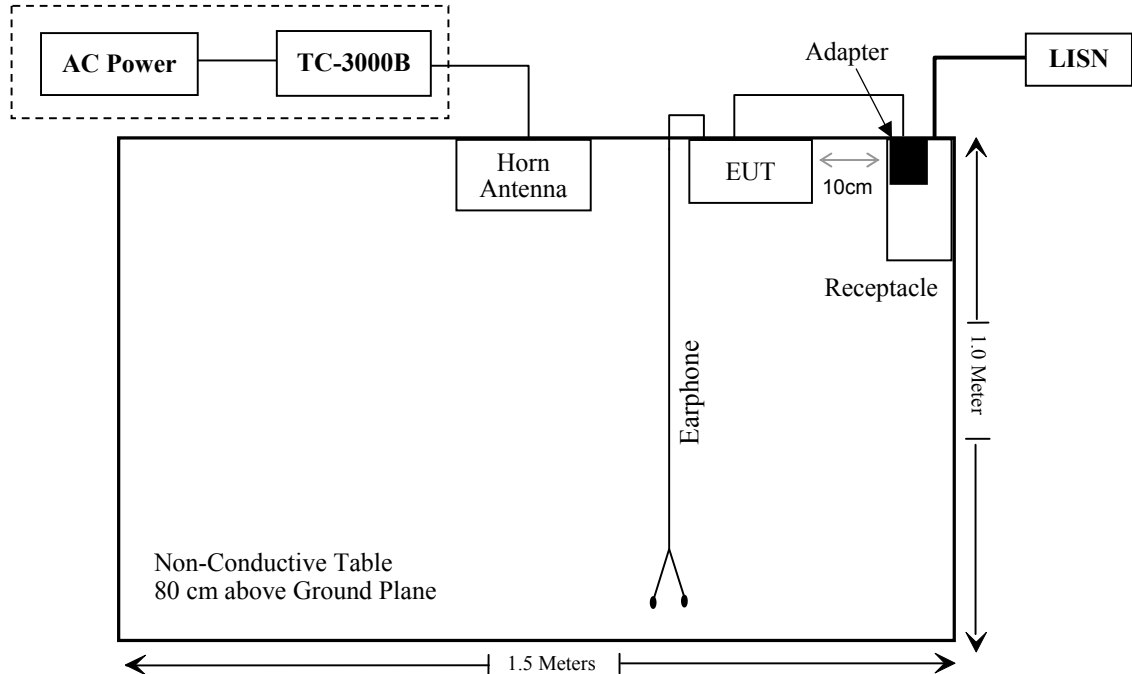 AC Power
TC-3000B
Adapter
LISN
Horn
Antenna
EUT
10cm
Receptacle
Earphone
1.0 Meter
Non-Conductive Table
80 cm above Ground Plane
1.5 Meters